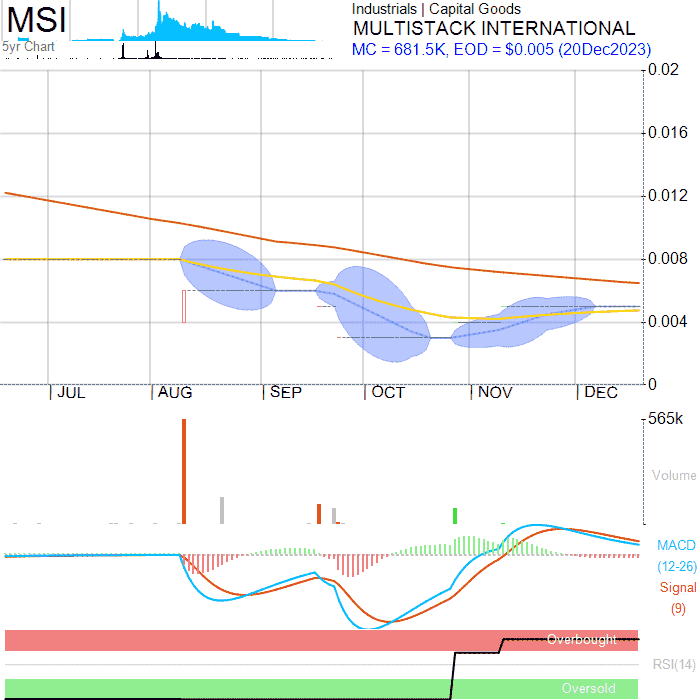 MSI
5yr Chart
Industrials | Capital Goods
MULTISTACK INTERNATIONAL
MC = 681.5K, EOD = $0.005 (20Dec2023)
0.02
0.016
0.012
0.008
0.004
0
JUL AUG SEP OCT NOV DEC
565k
Volume
MACD
(12-26)
Signal
(9)
Overbought
RSI(14)
Oversold